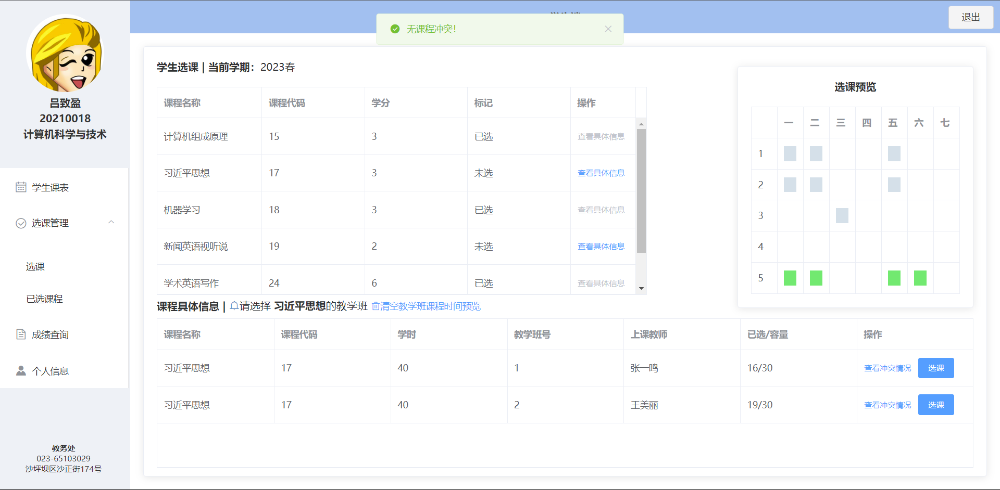 退出
无课程冲突!
吕致盈
20210018
计算机科学与技术
学生课表
选课管理
选课
已选课程
成绩查询
个人信息
教务处
023-65103029
沙坪坝区沙正街174号
学生选课 | 当前学期：2023春
课程名称 课程代码 学分 标记 操作
计算机组成原理 15 3 已选 查看具体信息
习近平思想 17 3 未选 查看具体信息
机器学习 18 3 已选 查看具体信息
新闻英语视听说 19 2 未选 查看具体信息
学术英语写作 24 6 已选 查看具体信息
选课预览
一 二 三 四 五 六 七
1
2
3
4
5
课程具体信息 | 请选择 习近平思想的教学班 清空教学班课程时间预览
课程名称 课程代码 学时 教学班号 上课教师 已选/容量 操作
习近平思想 17 40 1 张一鸣 16/30 查看冲突情况 选课
习近平思想 17 40 2 王美丽 19/30 查看冲突情况 选课